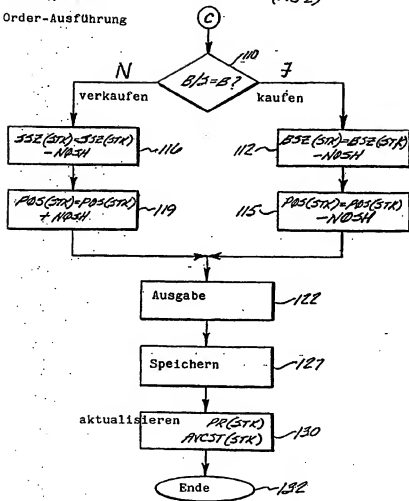 Order-Ausführung
C
110
B/S=B?
N
J
verkaufen
kaufen
SSZ(STK)=SSZ(STK)
-NOSH
116
112
BSZ(STK)=BSZ(STK)
-NOSH
POS(STK)=POS(STK)
+NOSH
119
115
POS(STK)=POS(STK)
-NOSH
Ausgabe
122
Speichern
127
aktualisieren
PR(STK)
AVCST(STK)
130
Ende
132